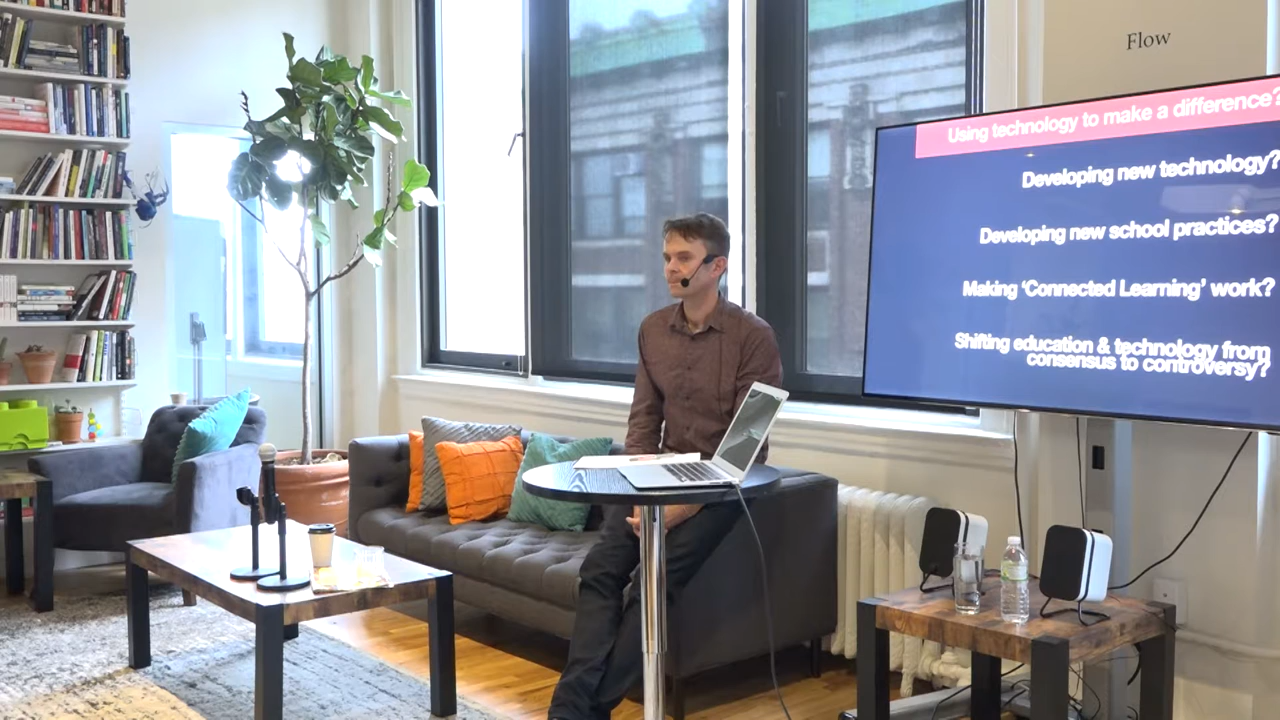 Flow
Using technology to make a difference?
Developing new technology?
Developing new school practices?
Making ‘Connected Learning’ work?
Shifting education & technology from
consensus to controversy?